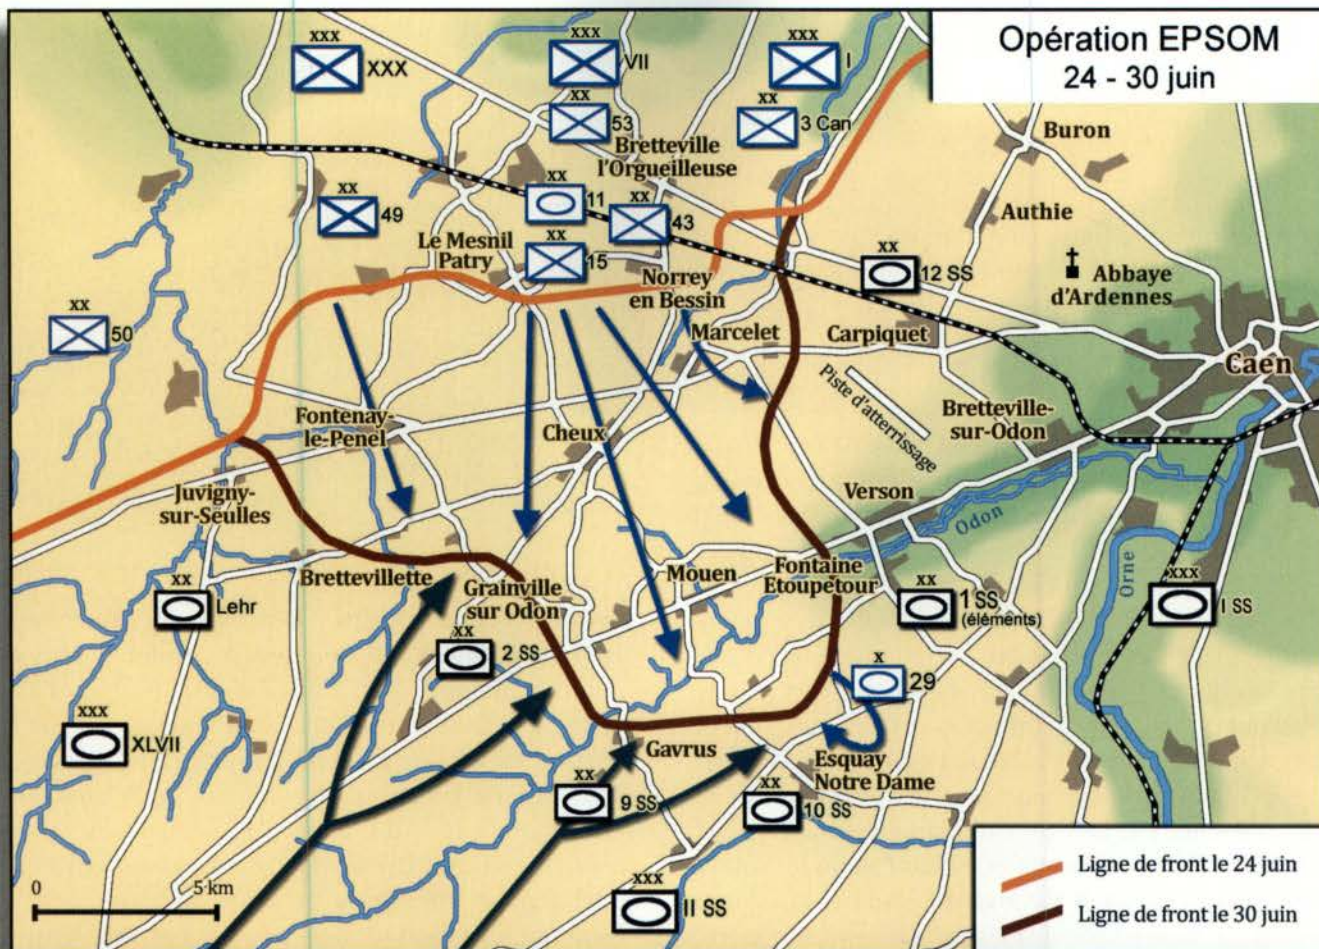 Opération EPSOM
24 - 30 juin
xxx
XXX
xxx
VII
xxx
I
xx
53
xx
3 Can
Bretteville
l'Orgueilleuse
Buron
xx
49
xx
11
xx
43
Authie
Le Mesnil
Patry
xx
15
Norrey
en Bessin
xx
12 SS
Abbaye
d'Ardennes
xx
50
Marcelet
Carpiquet
Caen
Piste d'atterrissage
Fontenay-
le-Penel
Cheux
Bretteville-
sur-Odon
Juvigny-
sur-Seulles
Verson
Odon
Orne
Brettevillette
Grainville
sur Odon
Mouen
Fontaine
Etoupetour
xx
Lehr
xx
1 SS
(éléments)
xxx
I SS
xx
2 SS
x
29
xxx
XLVII
Gavrus
Esquay
Notre Dame
xx
9 SS
xx
10 SS
xxx
II SS
0
5 km
Ligne de front le 24 juin
Ligne de front le 30 juin